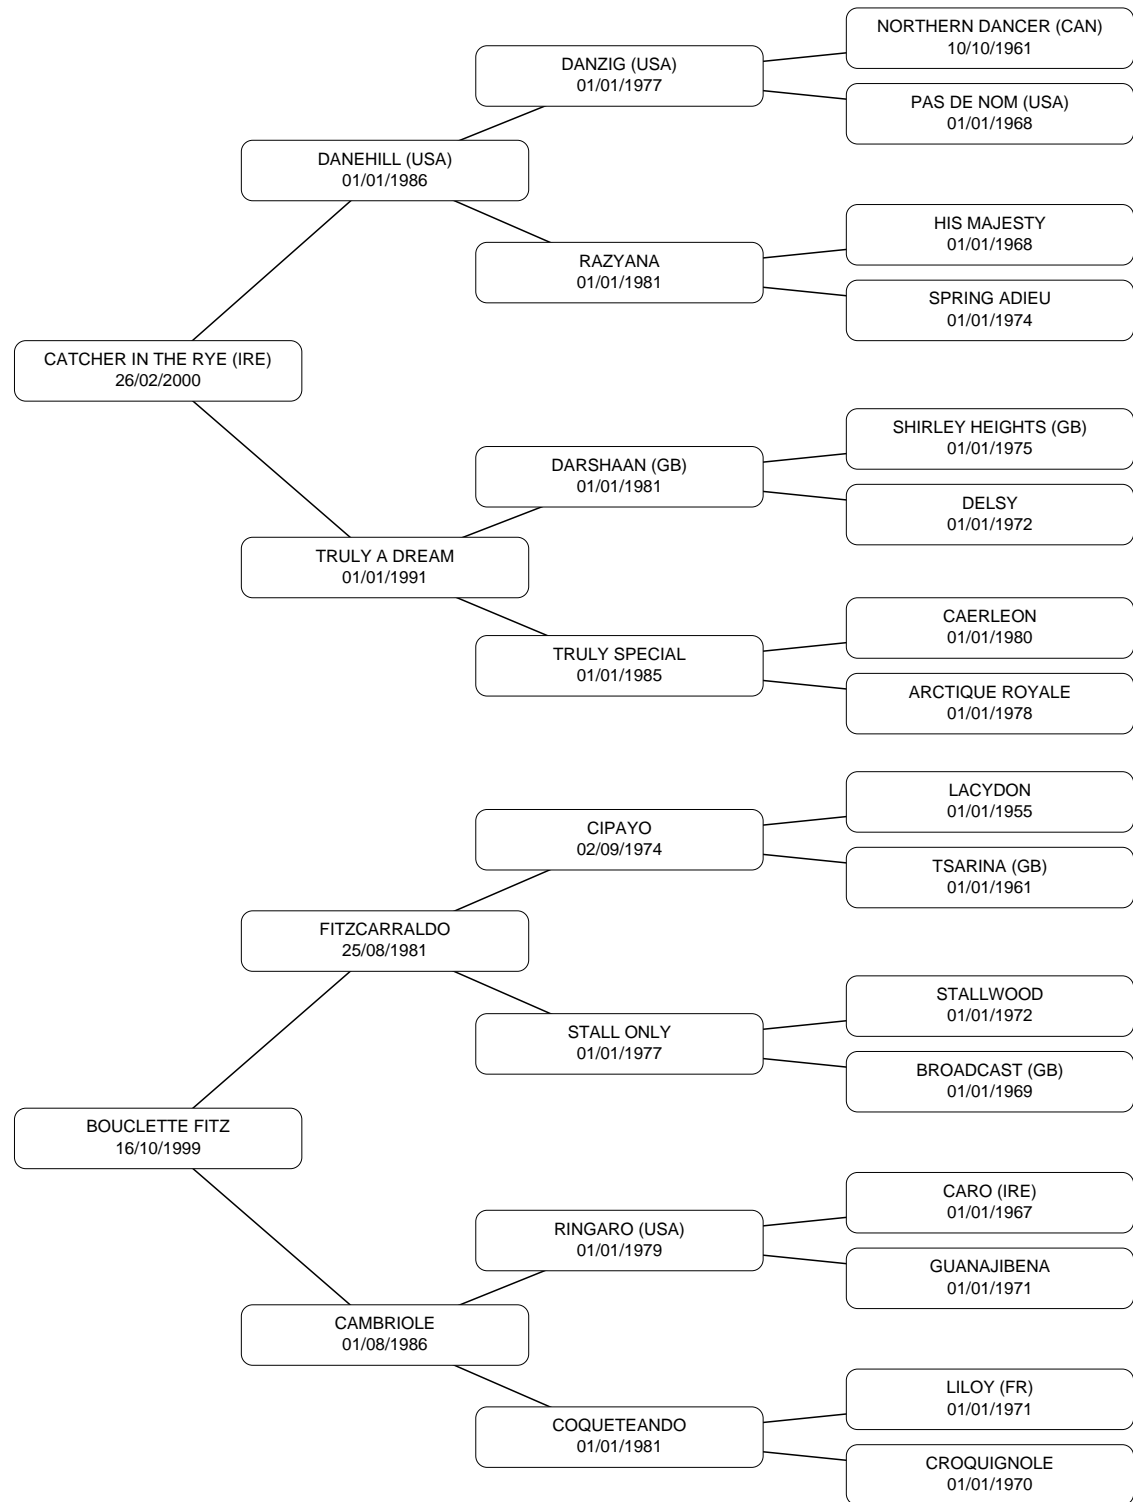 NORTHERN DANCER (CAN)
10/10/1961
DANZIG (USA)
01/01/1977
PAS DE NOM (USA)
01/01/1968
DANEHILL (USA)
01/01/1986
HIS MAJESTY
01/01/1968
RAZYANA
01/01/1981
SPRING ADIEU
01/01/1974
CATCHER IN THE RYE (IRE)
26/02/2000
SHIRLEY HEIGHTS (GB)
01/01/1975
DARSHAAN (GB)
01/01/1981
DELSY
01/01/1972
TRULY A DREAM
01/01/1991
CAERLEON
01/01/1980
TRULY SPECIAL
01/01/1985
ARCTIQUE ROYALE
01/01/1978
LACYDON
01/01/1955
CIPAYO
02/09/1974
TSARINA (GB)
01/01/1961
FITZCARRALDO
25/08/1981
STALLWOOD
01/01/1972
STALL ONLY
01/01/1977
BROADCAST (GB)
01/01/1969
BOUCLETTE FITZ
16/10/1999
CARO (IRE)
01/01/1967
RINGARO (USA)
01/01/1979
GUANAJIBENA
01/01/1971
CAMBRIOLE
01/08/1986
LILOY (FR)
01/01/1971
COQUETEANDO
01/01/1981
CROQUIGNOLE
01/01/1970